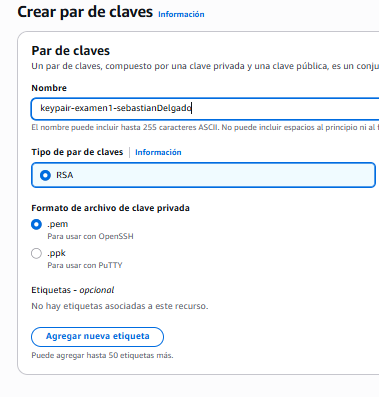 Crear par de claves Información
Par de claves
Un par de claves, compuesto por una clave privada y una clave pública, es un conju
Nombre
keypair-examen1-sebastianDelgado
El nombre puede incluir hasta 255 caracteres ASCII. No puede incluir espacios al principio ni al
Tipo de par de claves Información
RSA
Formato de archivo de clave privada
.pem
Para usar con OpenSSH
.ppk
Para usar con PuTTY
Etiquetas - opcional
No hay etiquetas asociadas a este recurso.
Agregar nueva etiqueta
Puede agregar hasta 50 etiquetas más.